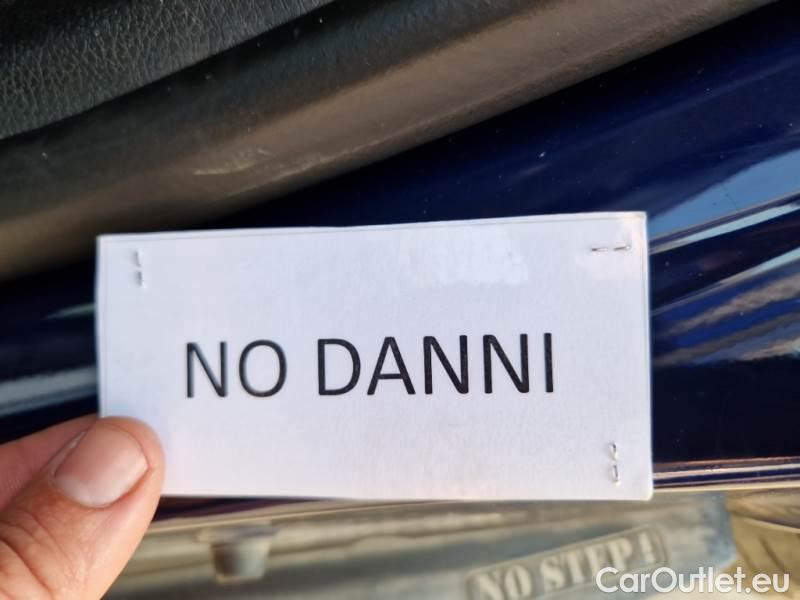 NO DANNI
NO STEP!
CarOutlet.eu